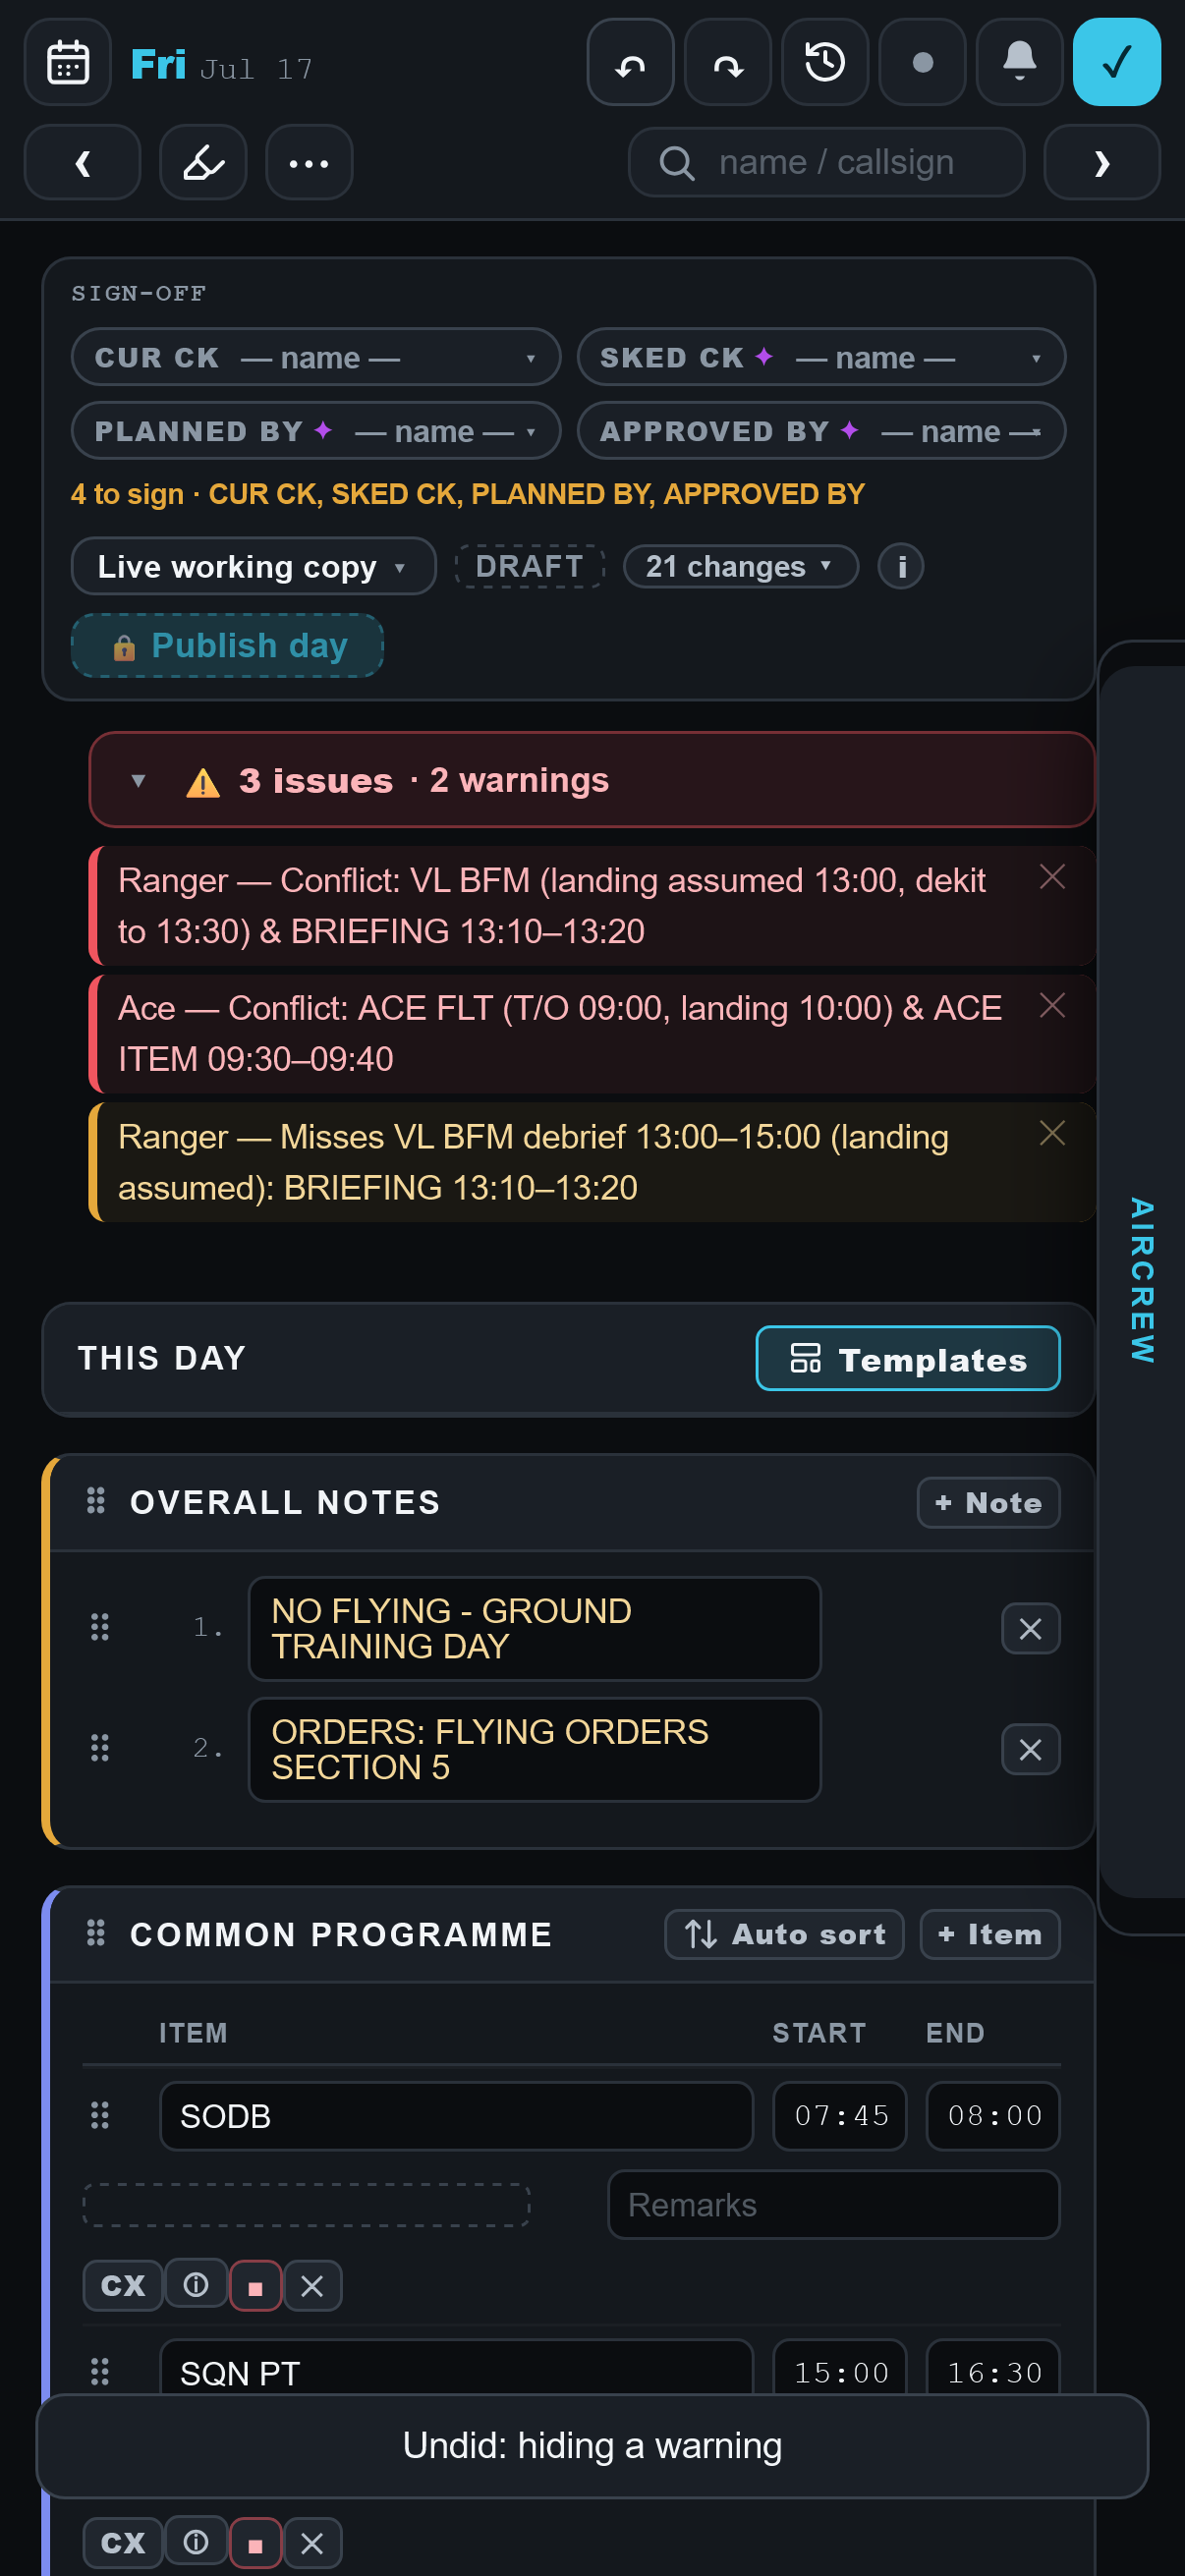 Fri Jul 17
name / callsign
SIGN-OFF
CUR CK — name —
SKED CK — name —
PLANNED BY — name —
APPROVED BY — name —
4 to sign · CUR CK, SKED CK, PLANNED BY, APPROVED BY
Live working copy
DRAFT
21 changes
i
Publish day
3 issues · 2 warnings
Ranger — Conflict: VL BFM (landing assumed 13:00, dekit
to 13:30) & BRIEFING 13:10–13:20
Ace — Conflict: ACE FLT (T/O 09:00, landing 10:00) & ACE
ITEM 09:30–09:40
Ranger — Misses VL BFM debrief 13:00–15:00 (landing
assumed): BRIEFING 13:10–13:20
AIRCREW
THIS DAY
Templates
OVERALL NOTES
+ Note
1. NO FLYING - GROUND
TRAINING DAY
2. ORDERS: FLYING ORDERS
SECTION 5
COMMON PROGRAMME
Auto sort
+ Item
ITEM START END
SODB 07:45 08:00
Remarks
CX
SQN PT 15:00 16:30
Undid: hiding a warning
CX